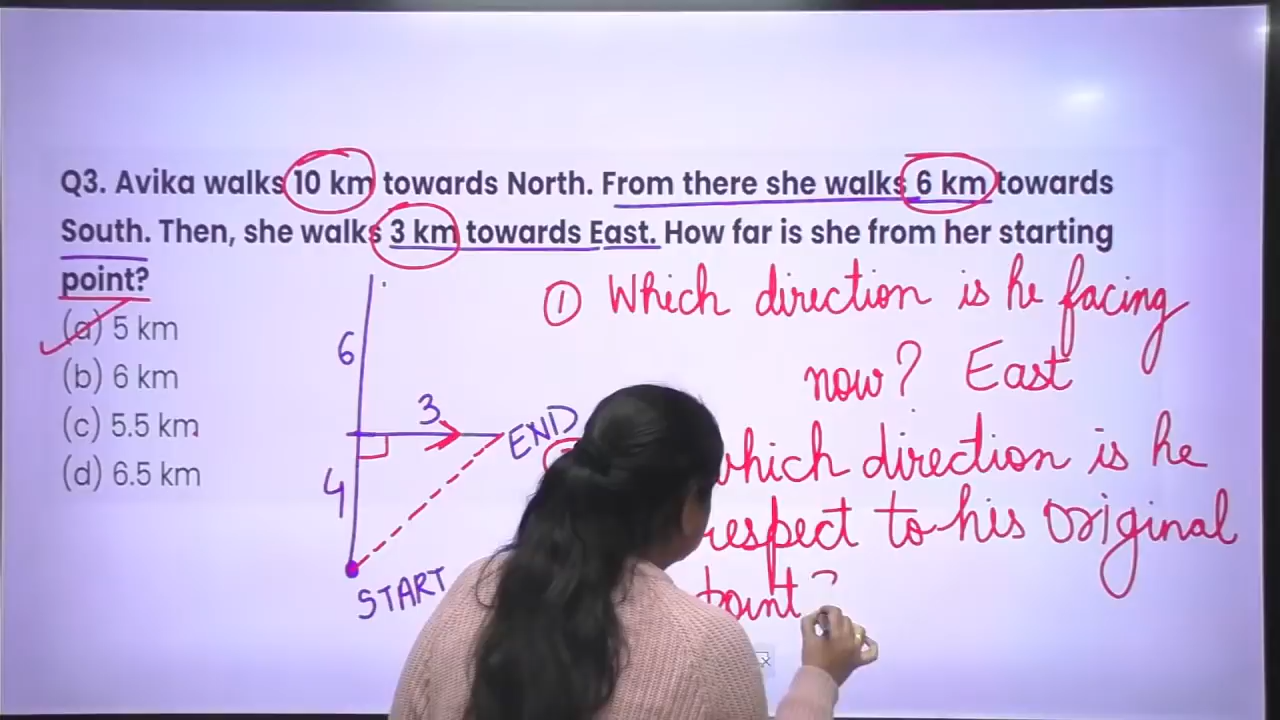 Q3. Avika walks 10 km towards North. From there she walks 6 km towards
South. Then, she walks 3 km towards East. How far is she from her starting
point?
(a) 5 km
(b) 6 km
(c) 5.5 km
(d) 6.5 km
6
3
4
START
END
① Which direction is he facing
now? East
which direction is he
respect to his original
point?